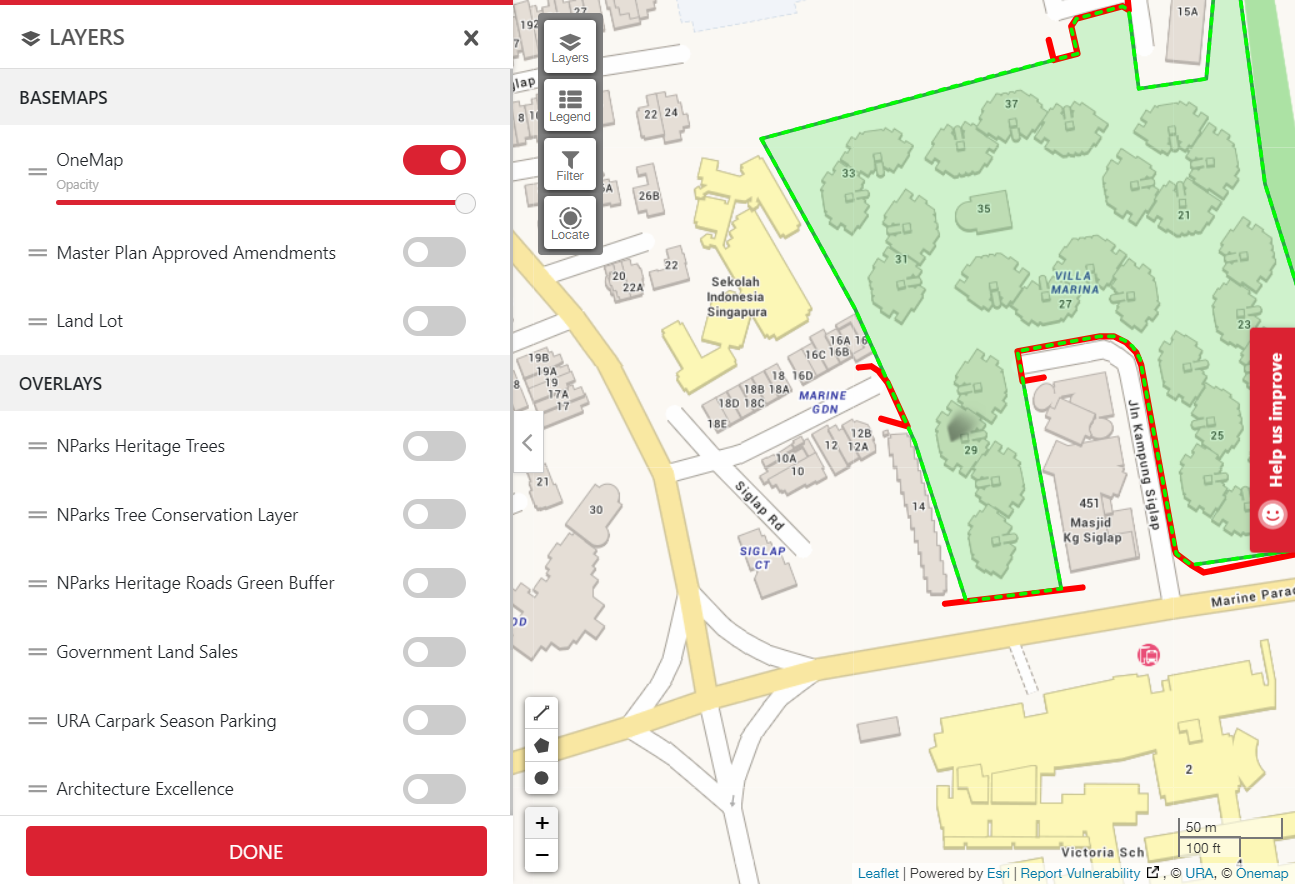 LAYERS
BASEMAPS
OneMap
Opacity
Master Plan Approved Amendments
Land Lot
OVERLAYS
NParks Heritage Trees
NParks Tree Conservation Layer
NParks Heritage Roads Green Buffer
Government Land Sales
URA Carpark Season Parking
Architecture Excellence
DONE
Layers
Legend
Filter
Locate
27
15A
22 24
26B
37
33
35
21
31
22
20
22A
Sekolah
Indonesia
Singapura
VILLA
MARINA
27
23
16A 16
16C 16B
18 16D
18B 18A
18D 18C
18E
MARINE
GDN
19B
19A
19
17A
17
8
12B
12 12A
10A
10
21
30
Siglap Rd
SIGLAP
CT
14
29
25
Jln Kampung Siglap
451
Masjid
Kg Siglap
Marine Parad
OD
2
Victoria Sch
4
+
−
50 m
100 ft
Help us improve
Leaflet | Powered by Esri | Report Vulnerability , © URA, © Onemap